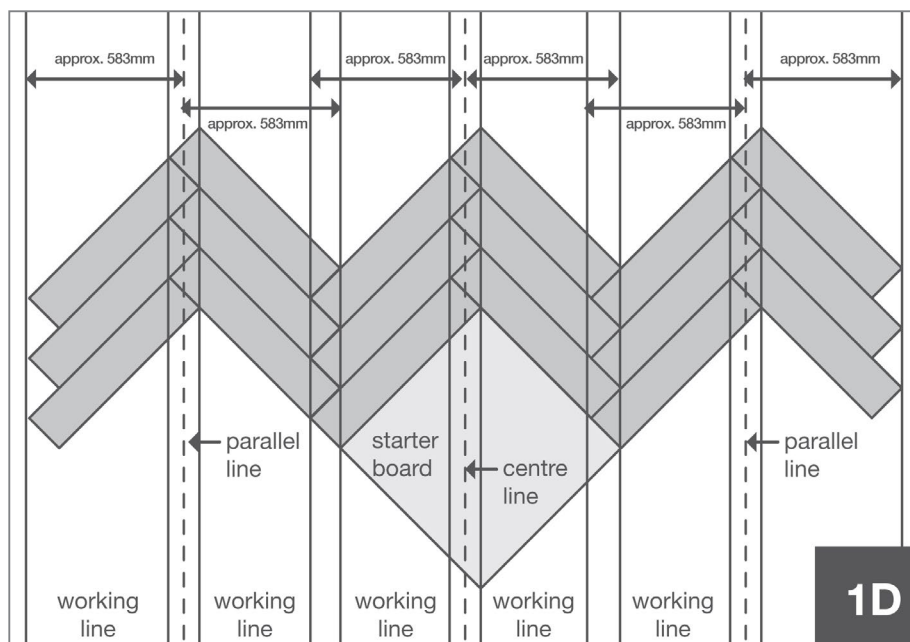 approx. 583mm
approx. 583mm
approx. 583mm
approx. 583mm
approx. 583mm
approx. 583mm
parallel
line
starter
board
centre
line
parallel
line
working
line
working
line
working
line
working
line
working
line
1D